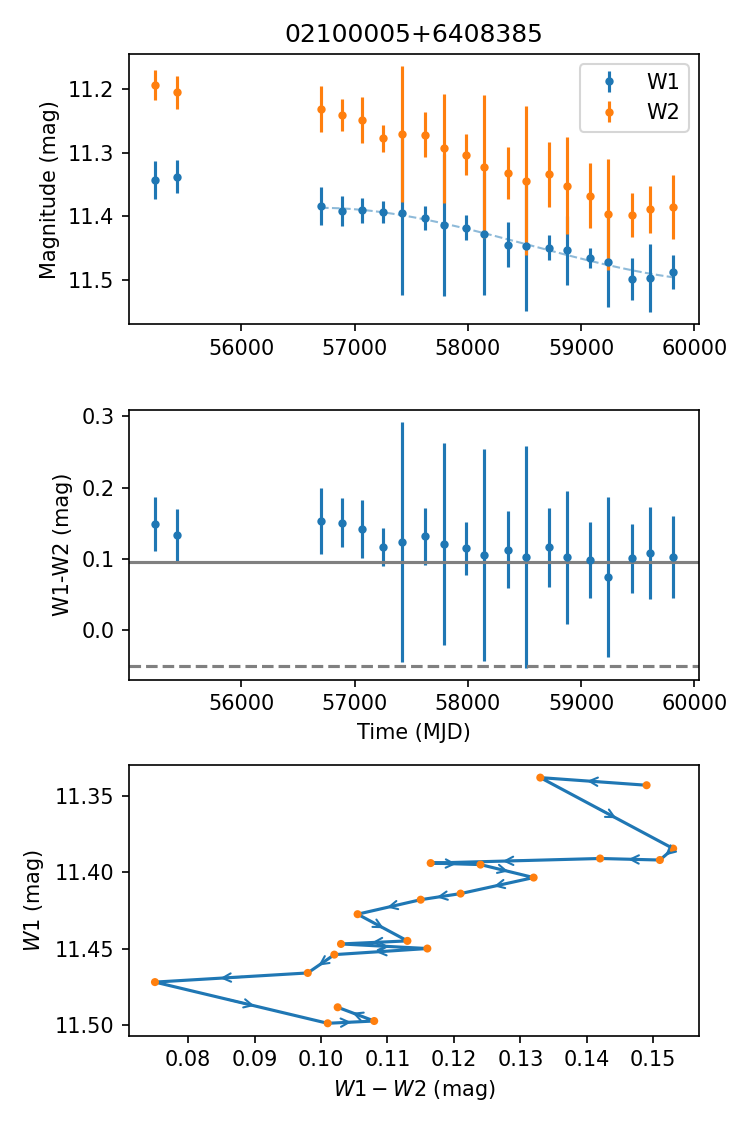 02100005+6408385
Magnitude (mag)
11.2
11.3
11.4
11.5
W1
W2
56000 57000 58000 59000 60000
W1-W2 (mag)
0.3
0.2
0.1
0.0
56000 57000 58000 59000 60000
Time (MJD)
W1 (mag)
11.35
11.40
11.45
11.50
0.08 0.09 0.10 0.11 0.12 0.13 0.14 0.15
W1 − W2 (mag)